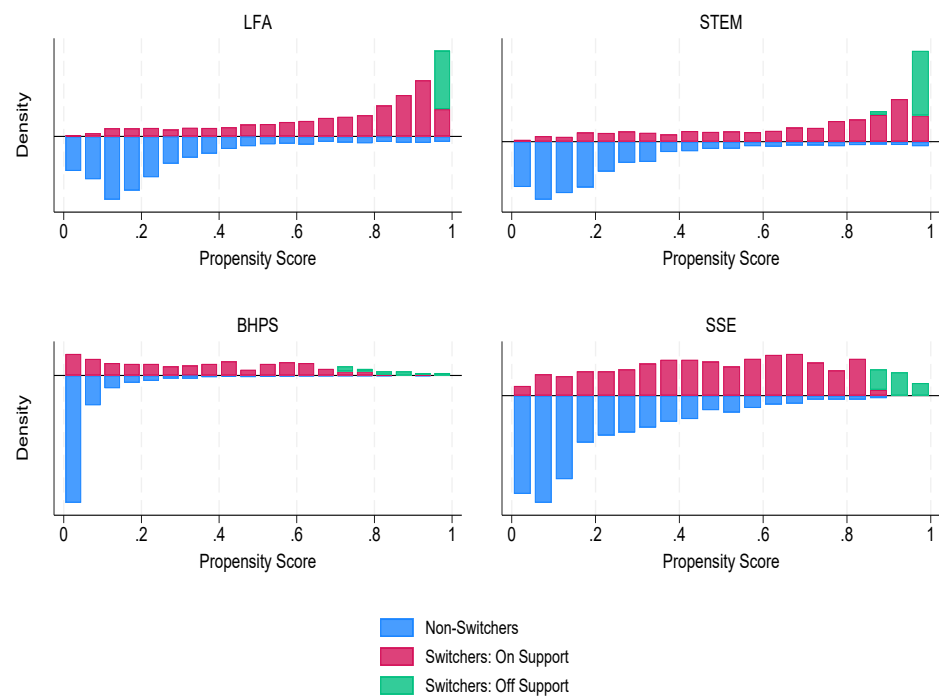 LFA
STEM
Density
0 .2 .4 .6 .8 1
0 .2 .4 .6 .8 1
Propensity Score
Propensity Score
BHPS
SSE
Density
0 .2 .4 .6 .8 1
0 .2 .4 .6 .8 1
Propensity Score
Propensity Score
Non-Switchers
Switchers: On Support
Switchers: Off Support